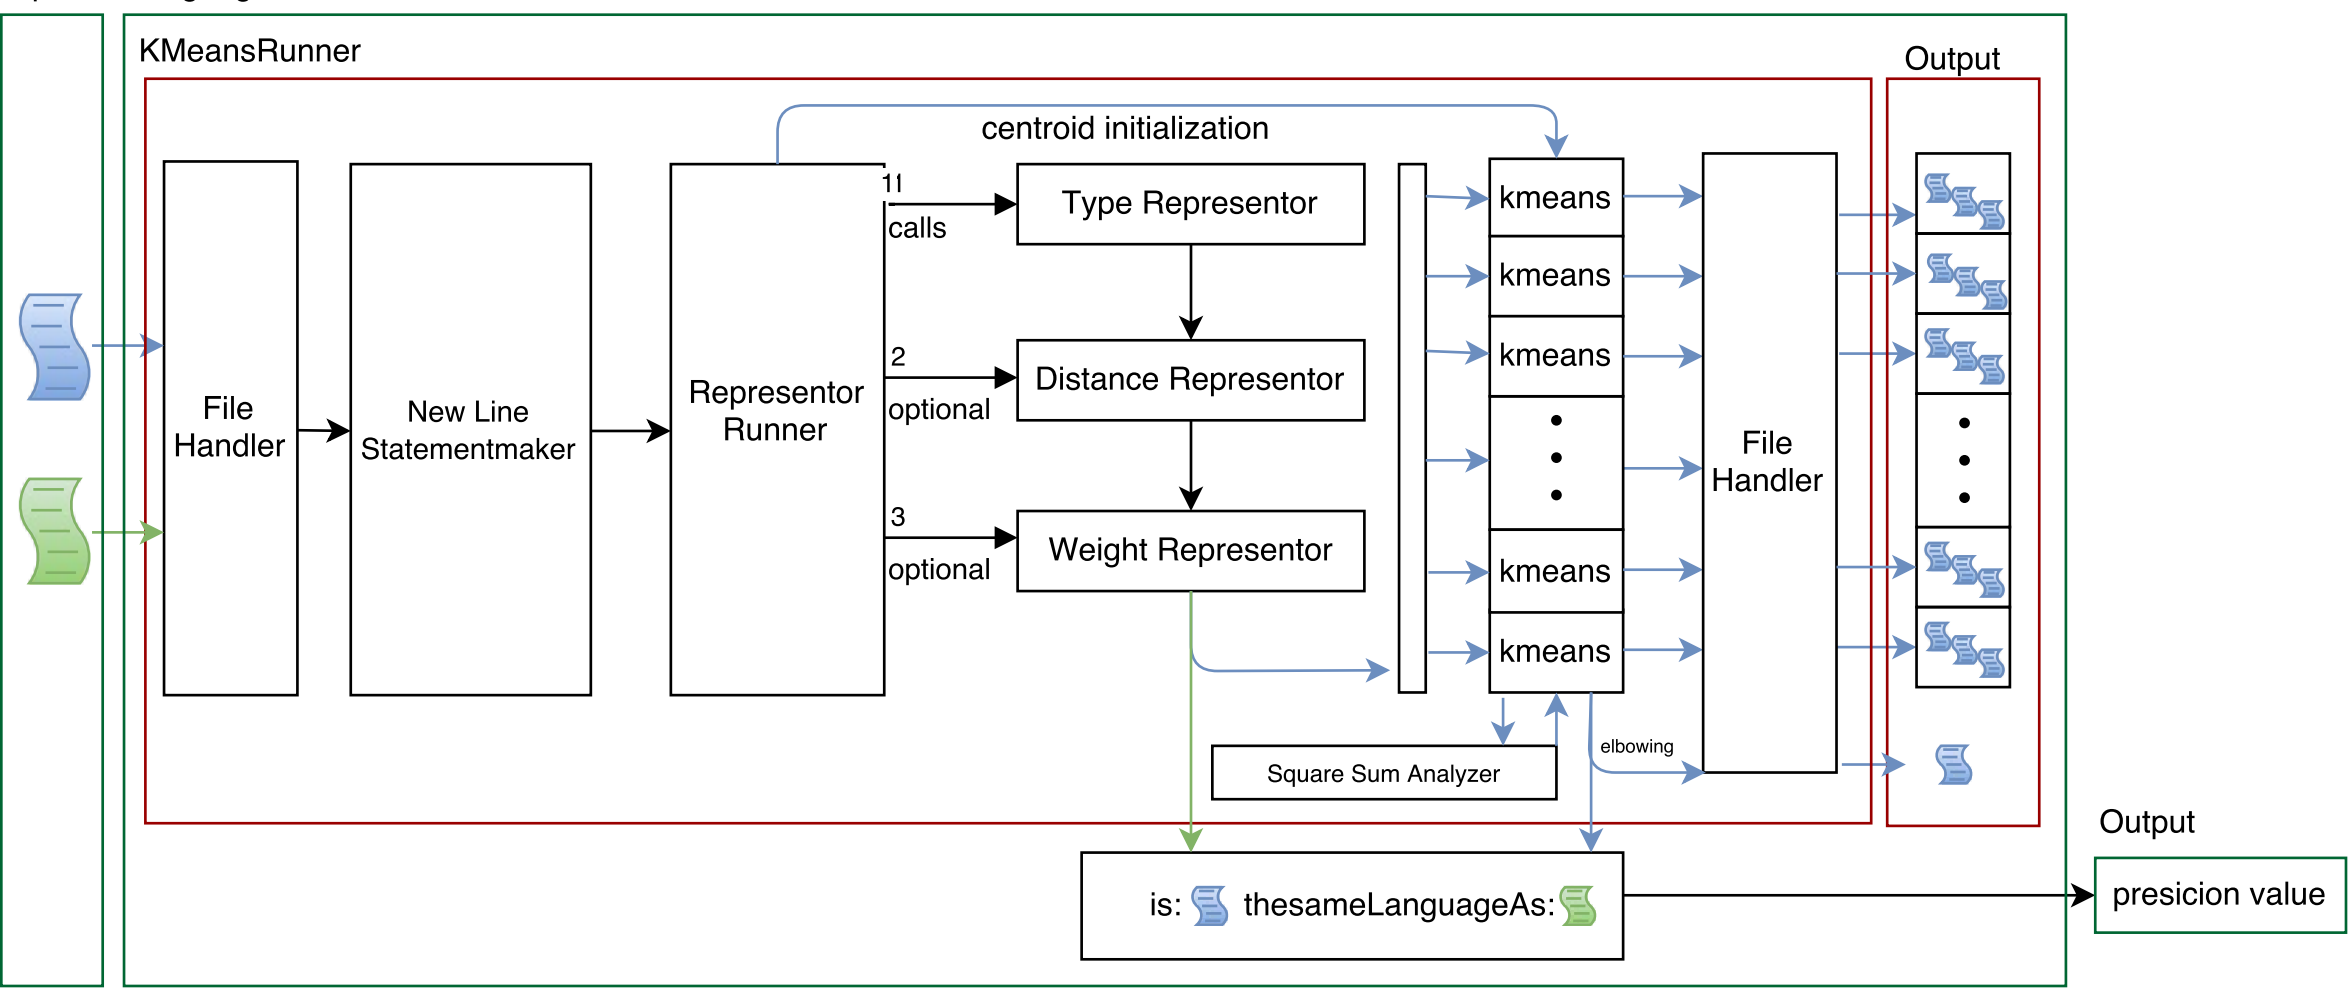 KMeansRunner
Output
centroid initialization
File
Handler
New Line
Statementmaker
Representor
Runner
calls
2
optional
3
optional
Type Representor
Distance Representor
Weight Representor
kmeans
kmeans
kmeans
kmeans
kmeans
File
Handler
elbowing
Square Sum Analyzer
is: thesameLanguageAs:
Output
presicion value